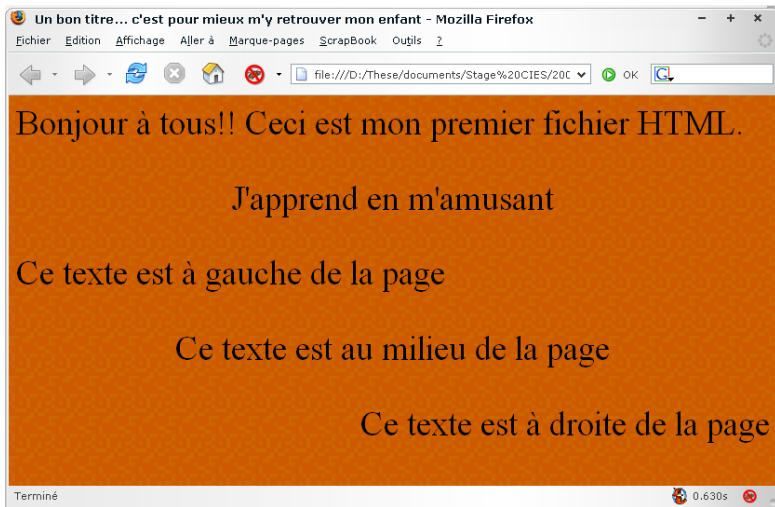 Un bon titre... c'est pour mieux m'y retrouver mon enfant - Mozilla Firefox
Fichier Edition Affichage Aller à Marque-pages ScrapBook Outils ?
file:///D:/These/documents/Stage%20CIES/200 OK G
Bonjour à tous!! Ceci est mon premier fichier HTML.
J'apprend en m'amusant
Ce texte est à gauche de la page
Ce texte est au milieu de la page
Ce texte est à droite de la page
Terminé 0.630s